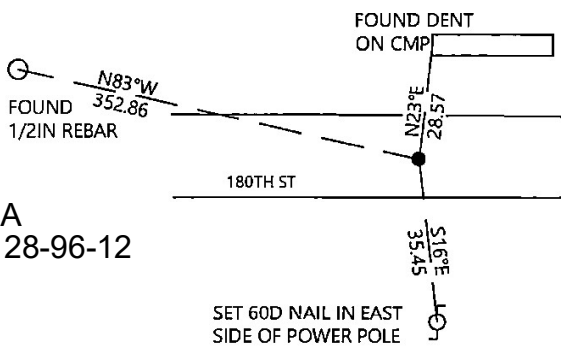 FOUND DENT
ON CMP
N83°W
352.86
FOUND
1/2IN REBAR
N23°E
28.57
180TH ST
A
28-96-12
S16°E
35.45
SET 60D NAIL IN EAST
SIDE OF POWER POLE